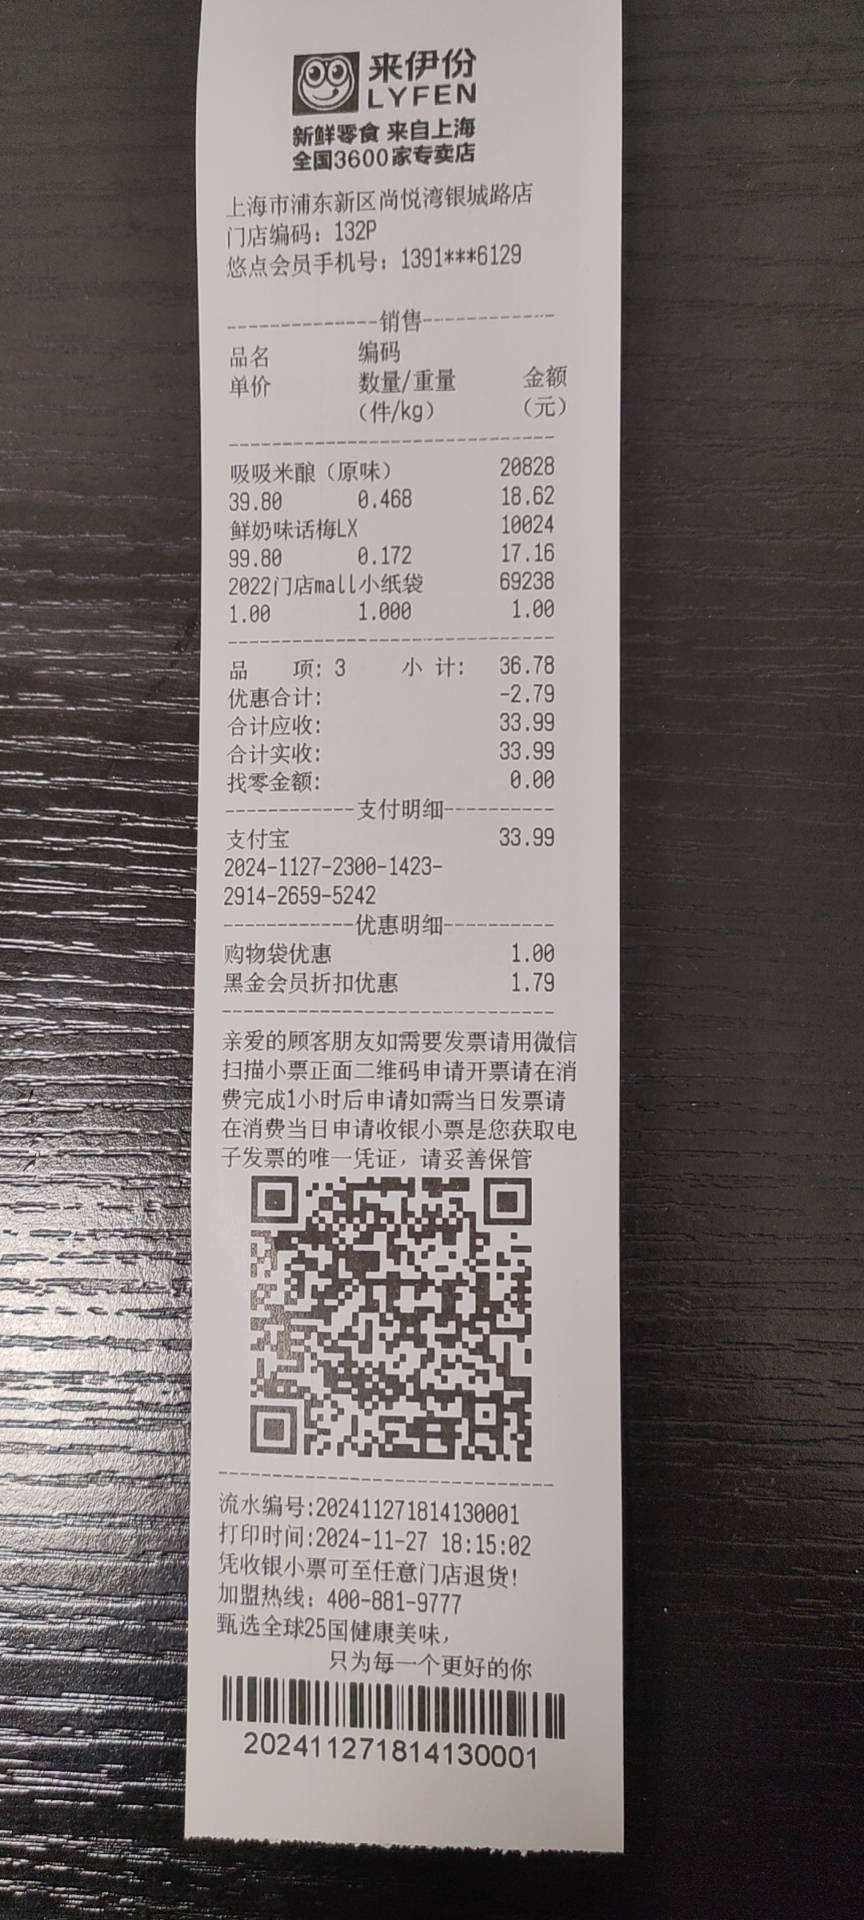 来伊份
LYFEN
新鲜零食 来自上海
全国3600家专卖店
上海市浦东新区尚悦湾银城路店
门店编码：132P
悠点会员手机号：1391***6129
--------------销售------------
品名 编码
单价 数量/重量 金额
（件/kg） （元）
------------------------------
吸吸米酿（原味） 20828
39.80 0.468 18.62
鲜奶味话梅LX 10024
99.80 0.172 17.16
2022门店mall小纸袋 69238
1.00 1.000 1.00
------------------------------
品 项: 3 小 计: 36.78
优惠合计: -2.79
合计应收: 33.99
合计实收: 33.99
找零金额: 0.00
------------支付明细----------
支付宝 33.99
2024-1127-2300-1423-
2914-2659-5242
------------优惠明细----------
购物袋优惠 1.00
黑金会员折扣优惠 1.79
------------------------------
亲爱的顾客朋友如需要发票请用微信
扫描小票正面二维码申请开票请在消
费完成1小时后申请如需当日发票请
在消费当日申请收银小票是您获取电
子发票的唯一凭证，请妥善保管
------------------------------
流水编号:202411271814130001
打印时间:2024-11-27 18:15:02
凭收银小票可至任意门店退货!
加盟热线：400-881-9777
甄选全球25国健康美味，
只为每一个更好的你
202411271814130001